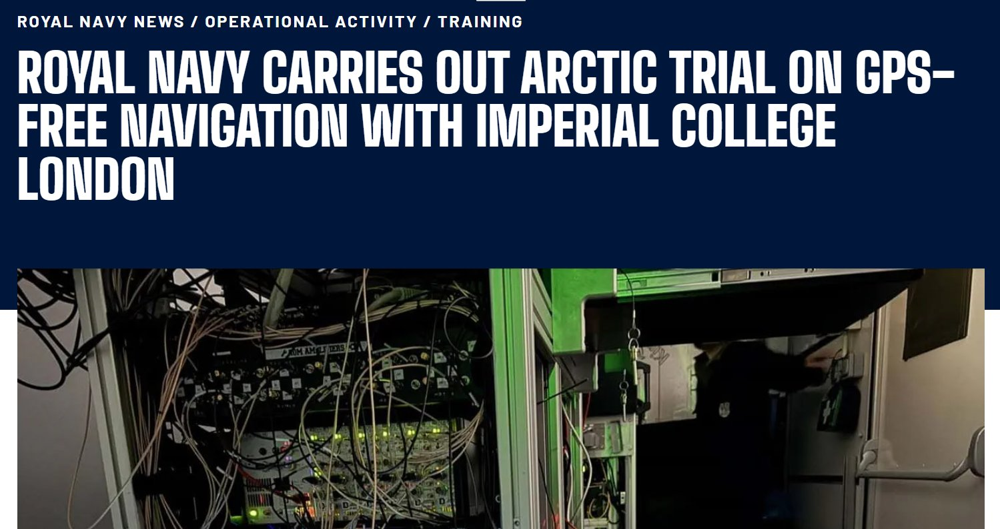 ROYAL NAVY NEWS / OPERATIONAL ACTIVITY / TRAINING
ROYAL NAVY CARRIES OUT ARCTIC TRIAL ON GPS-
FREE NAVIGATION WITH IMPERIAL COLLEGE
LONDON